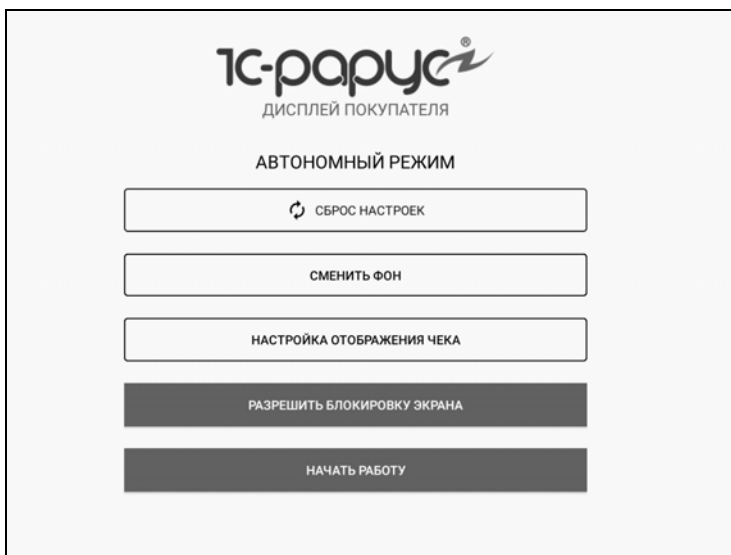 1С-рарус®
ДИСПЛЕЙ ПОКУПАТЕЛЯ
АВТОНОМНЫЙ РЕЖИМ
СБРОС НАСТРОЕК
СМЕНИТЬ ФОН
НАСТРОЙКА ОТОБРАЖЕНИЯ ЧЕКА
РАЗРЕШИТЬ БЛОКИРОВКУ ЭКРАНА
НАЧАТЬ РАБОТУ